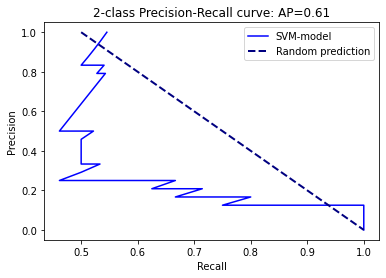 2-class Precision-Recall curve: AP=0.61
SVM-model
Random prediction
Precision
1.0
0.8
0.6
0.4
0.2
0.0
0.5
0.6
0.7
0.8
0.9
1.0
Recall